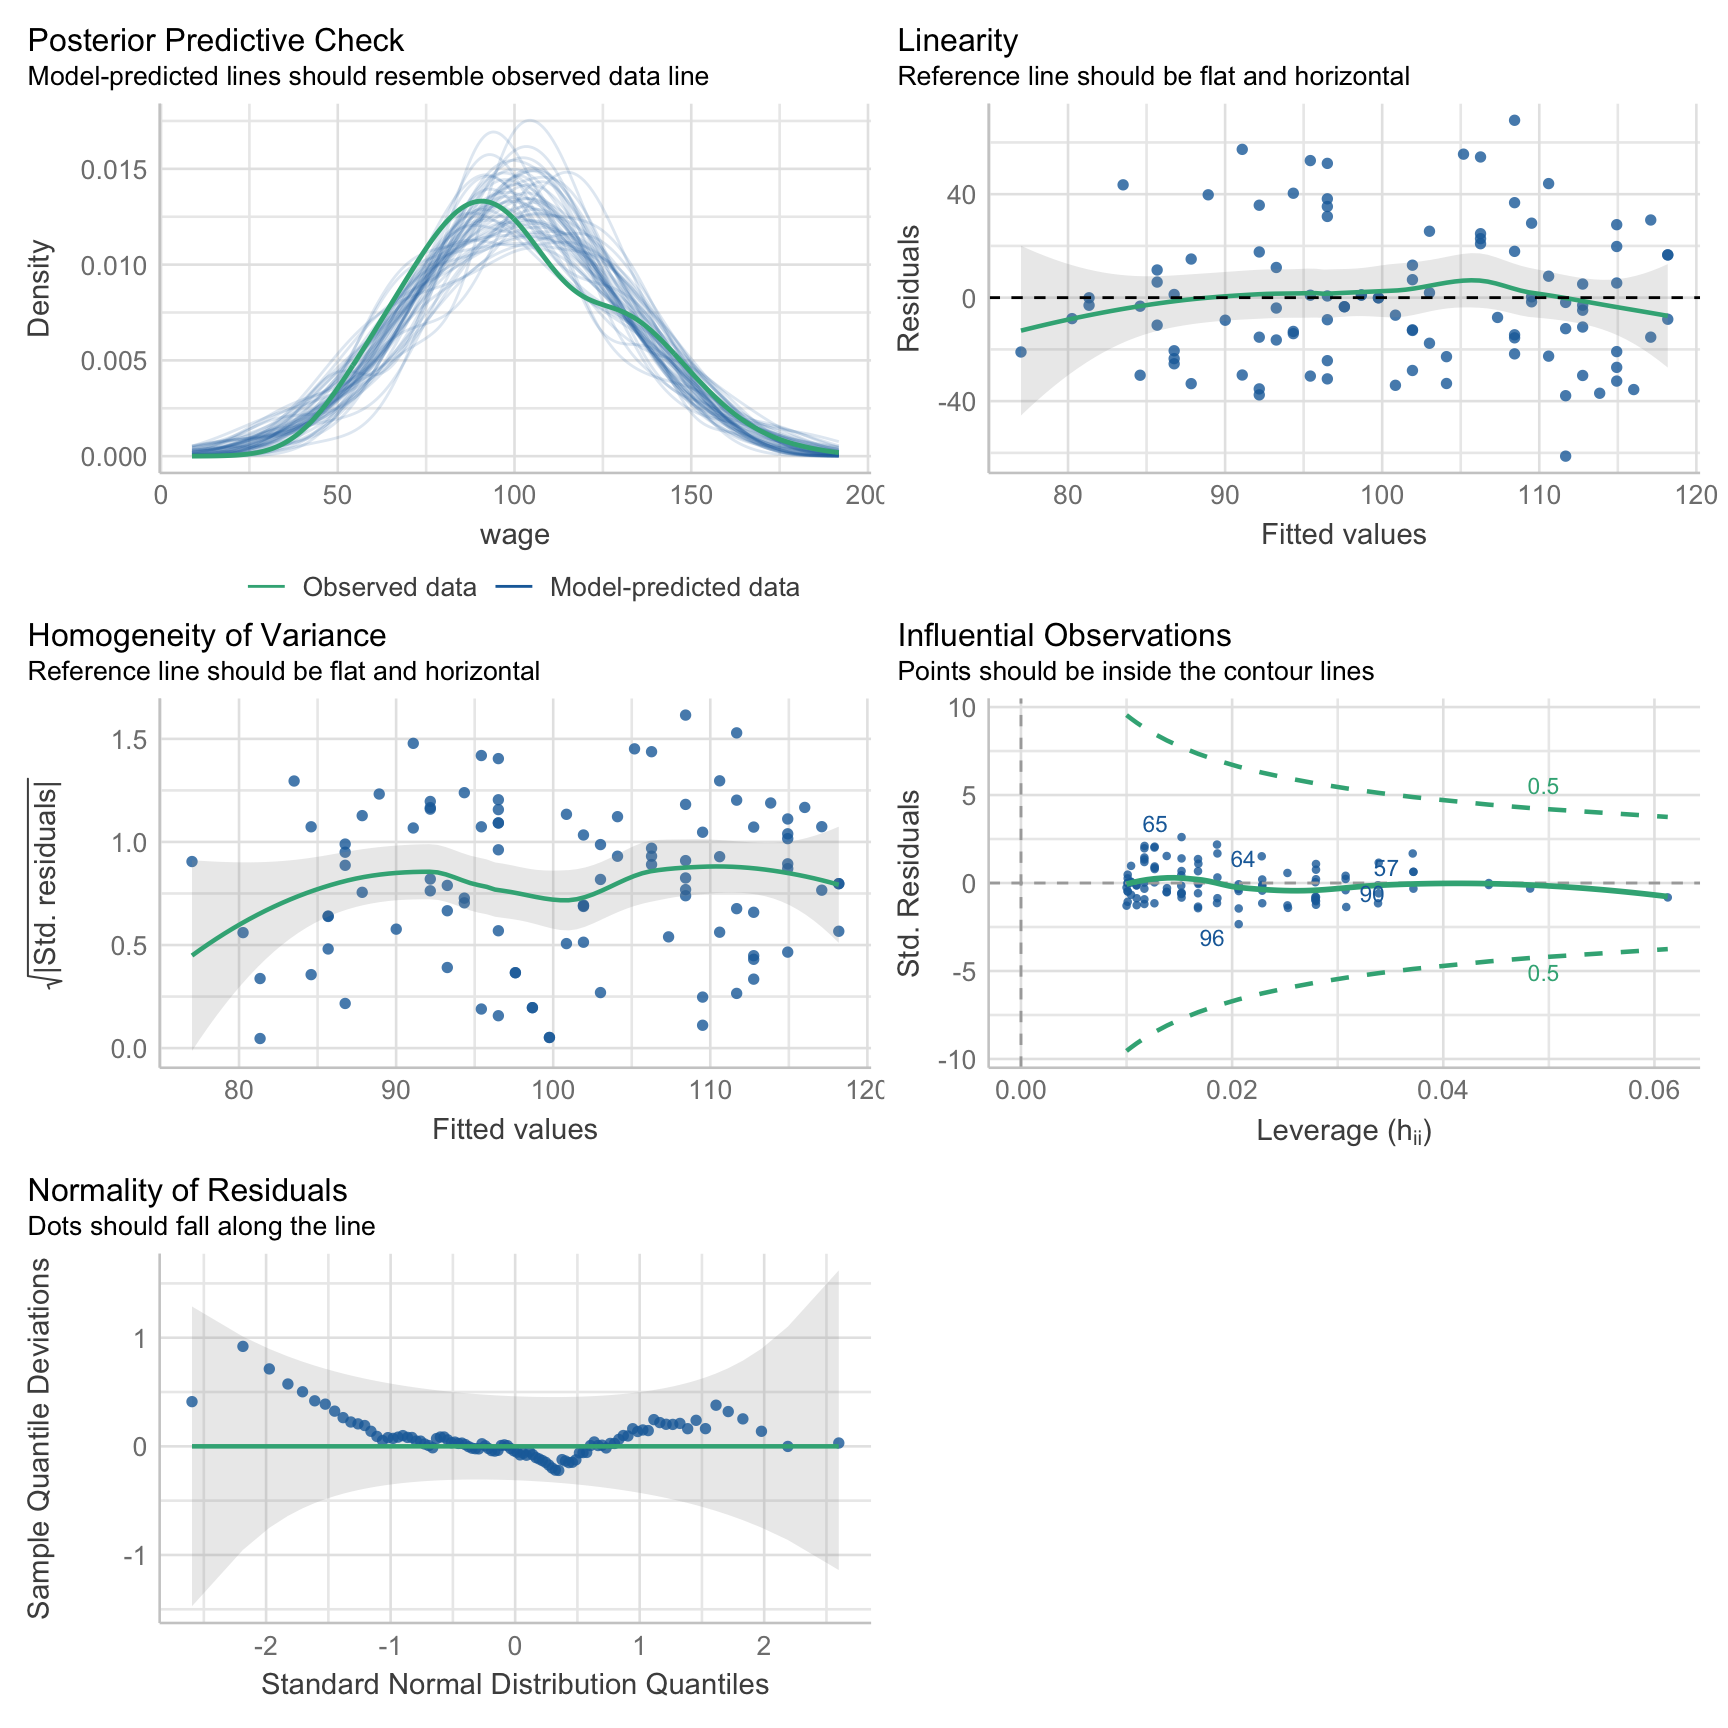 Posterior Predictive Check
Model-predicted lines should resemble observed data line
Density
0.015
0.010
0.005
0.000
0
50
100
150
200
wage
Observed data
Model-predicted data
Linearity
Reference line should be flat and horizontal
Residuals
40
0
-40
80
90
100
110
120
Fitted values
Homogeneity of Variance
Reference line should be flat and horizontal
√|Std. residuals|
1.5
1.0
0.5
0.0
80
90
100
110
120
Fitted values
Influential Observations
Points should be inside the contour lines
Std. Residuals
10
5
0
-5
-10
0.5
65
64
57
96
0.5
0.00
0.02
0.04
0.06
Leverage (hii)
Normality of Residuals
Dots should fall along the line
Sample Quantile Deviations
1
0
-1
-2
-1
0
1
2
Standard Normal Distribution Quantiles